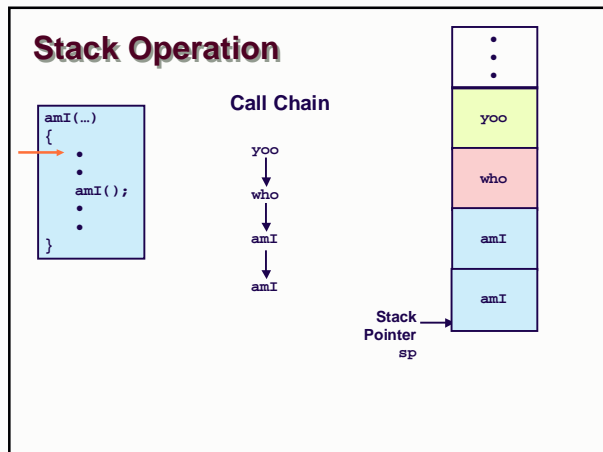 Stack Operation
amI(…)
{
•
•
amI();
•
•
}
Call Chain
yoo
who
amI
amI
•
•
•
yoo
who
amI
amI
Stack
Pointer
sp